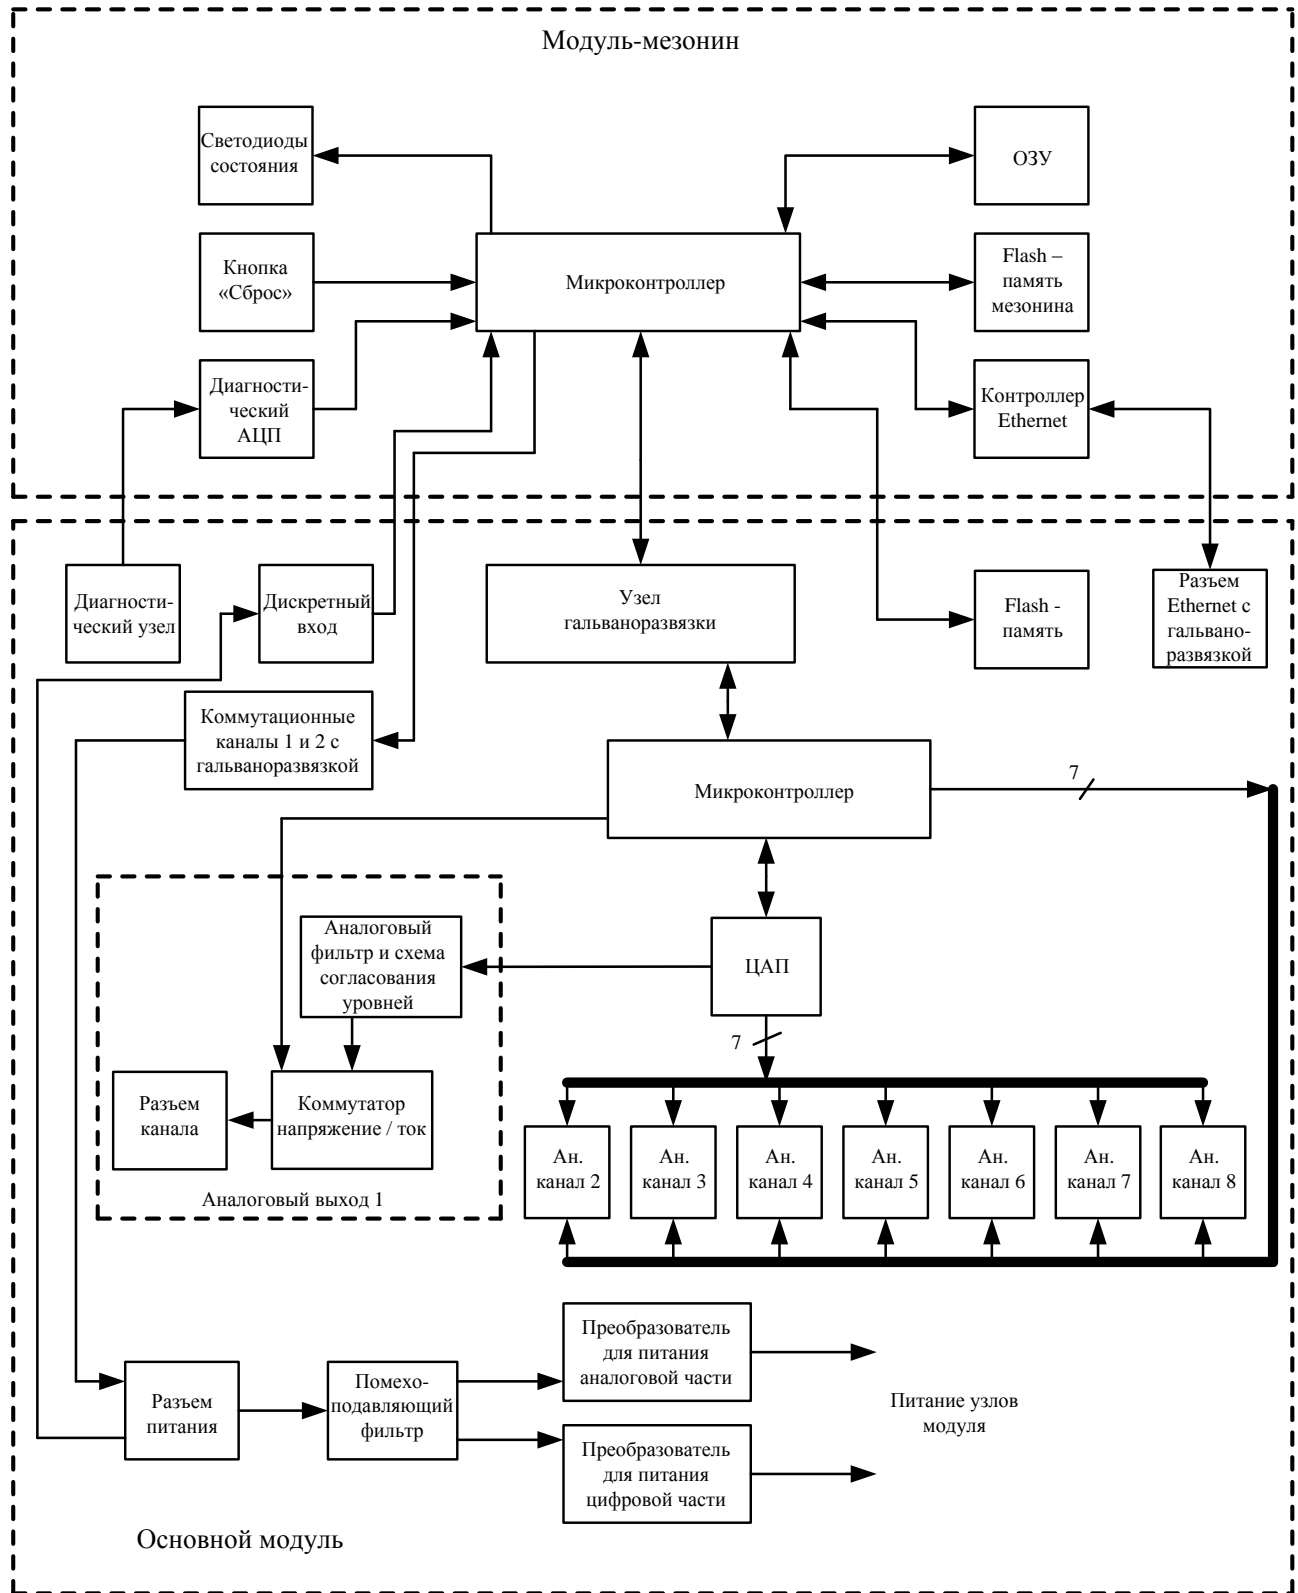 Модуль-мезонин
Светодиоды
состояния
ОЗУ
Кнопка
«Сброс»
Микроконтроллер
Flash –
память
мезонина
Диагности-
ческий
АЦП
Контроллер
Ethernet
Диагности-
ческий узел
Дискретный
вход
Узел
гальваноразвязки
Flash -
память
Разъем
Ethernet с
гальвано-
развязкой
Коммутационные
каналы 1 и 2 с
гальваноразвязкой
Микроконтроллер
7
Аналоговый
фильтр и схема
согласования
уровней
ЦАП
7
Разъем
канала
Коммутатор
напряжение / ток
Аналоговый выход 1
Ан.
канал 2
Ан.
канал 3
Ан.
канал 4
Ан.
канал 5
Ан.
канал 6
Ан.
канал 7
Ан.
канал 8
Преобразователь
для питания
аналоговой части
Разъем
питания
Помехо-
подавляющий
фильтр
Питание узлов
модуля
Преобразователь
для питания
цифровой части
Основной модуль